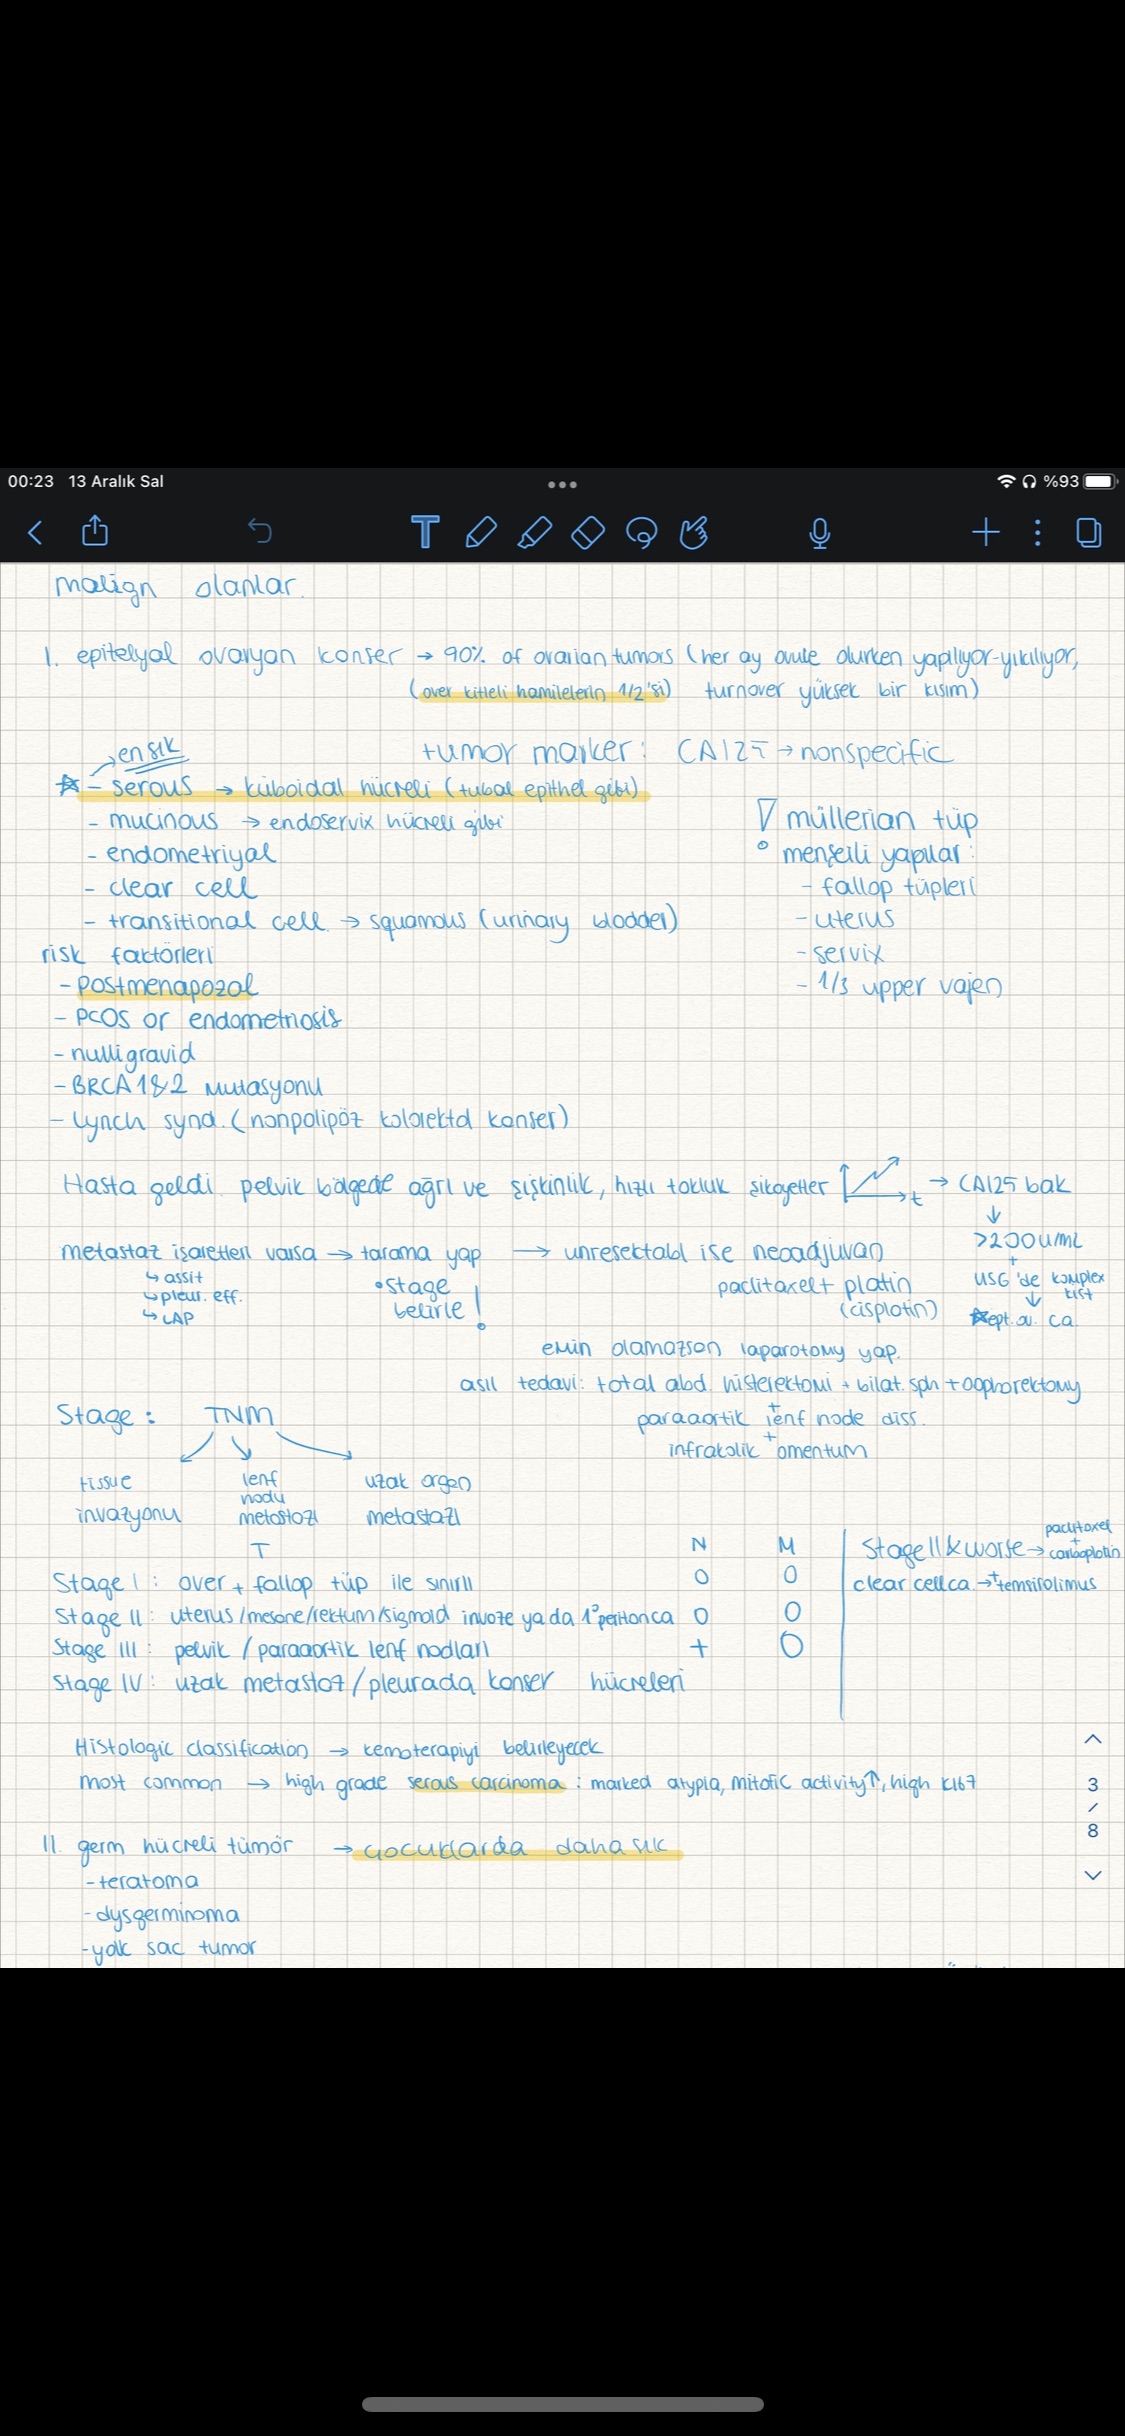 00:23 13 Aralık Sal
%93
malign olanlar.
1. epitelyal ovaryan kanser → 90% of ovarian tumors (her ay ovule olurken yapılıyor-yıkılıyor,
(over kitleli hamilelerin 1/2'si) turnover yüksek bir kısım)
en sık
tumor marker: CA125 → nonspecific
- serous → küboidal hücreli (tubal epithel gibi)
- mucinous → endoservix hücreli gibi
- endometriyal
- clear cell
- transitional cell → squamous (urinary bladder)
! müllerian tüp
menşeili yapılar:
- fallop tüpleri
- uterus
- servix
- 1/3 upper vajen
risk faktörleri
- postmenapozal
- PCOS or endometriosis
- nulligravid
- BRCA 1&2 mutasyonu
- Lynch synd. (nonpolipöz kolorektal kanser)
Hasta geldi. pelvik bölgede ağrı ve şişkinlik, hızlı tokluk şikayetler t → CA125 bak
↓
>200 U/mL
+
USG'de komplex kist
↓
ept. ov. ca.
metastaz işaretleri varsa → tarama yap → unresektabl ise neoadjuvan
↳ assit
↳ pleur. eff.
↳ LAP
• stage
belirle !
paclitaxel + platin
(cisplatin)
emin olamazsan laparotomy yap.
asıl tedavi: total abd. histerektomi + bilat. sph + oophorektomy
+
paraaortik lenf node diss.
+
infrakolik omentum
Stage : TNM
tissue invazyonu
lenf nodu metastazı
uzak organ metastazı
T N M
Stage I : over + fallop tüp ile sınırlı 0 0
Stage II : uterus/mesane/rektum/sigmoid invaze ya da 1° periton ca 0 0
Stage III : pelvik / paraaortik lenf nodları + 0
Stage IV : uzak metastaz / pleurada kanser hücreleri
Stage II & worse → paclitaxel + carboplatin
clear cell ca. → + temsirolimus
Histologic classification → kemoterapiyi belirleyecek
most common → high grade serous carcinoma : marked atypia, mitotic activity↑, high Ki67
3
/
8
II. germ hücreli tümör → çocuklarda daha sık
- teratoma
- dysgerminoma
- yolk sac tumor